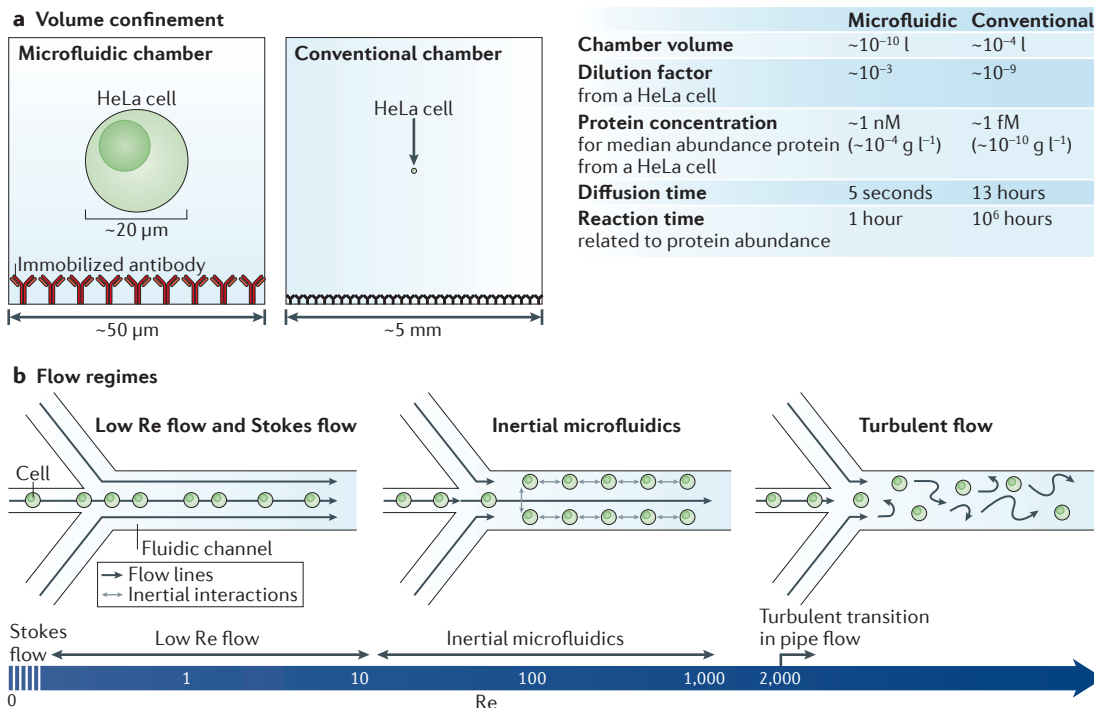 a Volume confinement
Microfluidic chamber
HeLa cell
~20 µm
Immobilized antibody
~50 µm
Conventional chamber
HeLa cell
~5 mm
Microfluidic Conventional
Chamber volume ~10⁻¹⁰ l ~10⁻⁴ l
Dilution factor ~10⁻³ ~10⁻⁹
from a HeLa cell
Protein concentration ~1 nM ~1 fM
for median abundance protein (~10⁻⁴ g l⁻¹) (~10⁻¹⁰ g l⁻¹)
from a HeLa cell
Diffusion time 5 seconds 13 hours
Reaction time 1 hour 10⁶ hours
related to protein abundance
b Flow regimes
Low Re flow and Stokes flow
Cell
Fluidic channel
Flow lines
Inertial interactions
Inertial microfluidics
Turbulent flow
Stokes
flow
Low Re flow
Inertial microfluidics
Turbulent transition
in pipe flow
0 1 10 100 1,000 2,000
Re